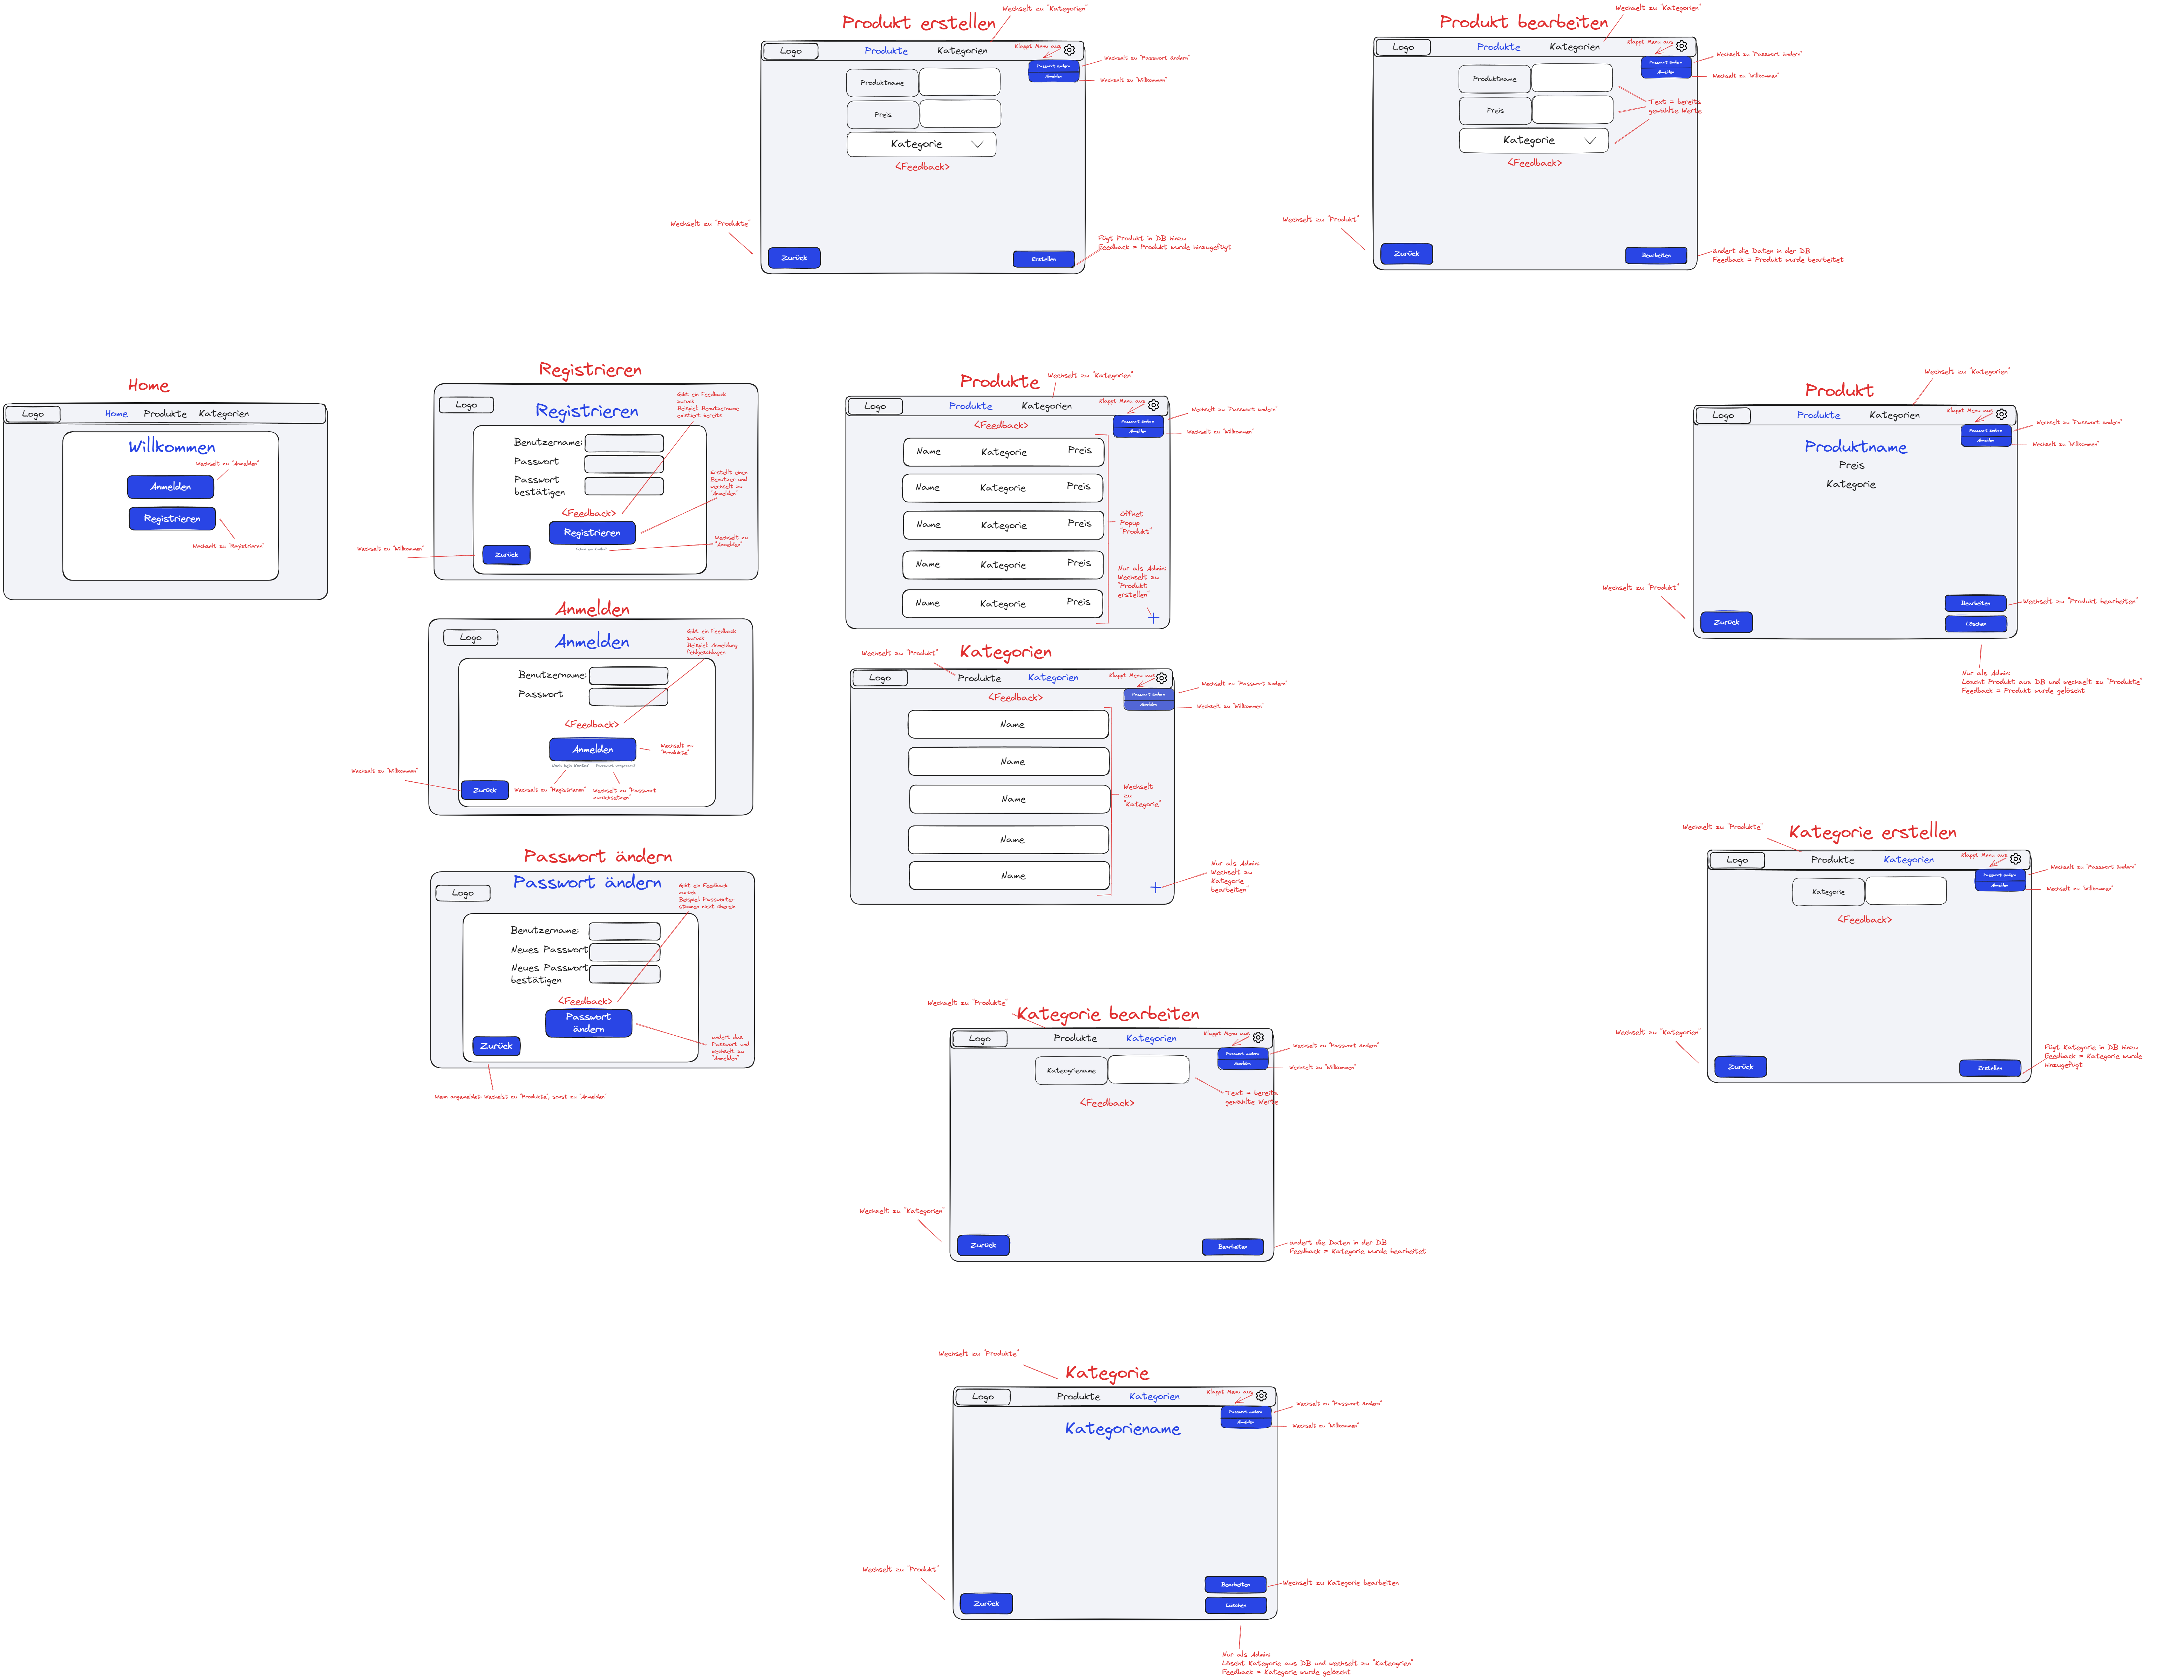 Produkt erstellen
Wechselt zu "Kategorien"
Logo
Produkte
Kategorien
Klappt Menu aus
Passwort ändern
Abmelden
Wechselt zu "Passwort ändern"
Wechselt zu "Willkommen"
Produktname
Preis
Kategorie
<Feedback>
Wechselt zu "Produkte"
Zurück
Erstellen
Fügt Produkt in DB hinzu
Feedback = Produkt wurde hinzugefügt
Produkt bearbeiten
Wechselt zu "Kategorien"
Logo
Produkte
Kategorien
Klappt Menu aus
Passwort ändern
Abmelden
Wechselt zu "Passwort ändern"
Wechselt zu "Willkommen"
Produktname
Preis
Kategorie
Text = bereits
gewählte Werte
<Feedback>
Wechselt zu "Produkt"
Zurück
Bearbeiten
ändert die Daten in der DB
Feedback = Produkt wurde bearbeitet
Home
Logo
Home
Produkte
Kategorien
Willkommen
Wechselt zu "Anmelden"
Anmelden
Registrieren
Wechselt zu "Registrieren"
Registrieren
Logo
Registrieren
Gibt ein Feedback
zurück
Beispiel: Benutzername
existiert bereits
Benutzername:
Passwort
Passwort
bestätigen
<Feedback>
Registrieren
Erstellt einen
Benutzer und
wechselt zu
"Anmelden"
Wechselt zu
"Anmelden"
Wechselt zu "Willkommen"
Zurück
Anmelden
Logo
Anmelden
Gibt ein Feedback
zurück
Beispiel: Anmeldung
fehlgeschlagen
Benutzername:
Passwort
<Feedback>
Anmelden
Wechselt zu
"Produkte"
Noch kein Konto?
Passwort vergessen?
Wechselt zu "Willkommen"
Zurück
Wechselt zu "Registrieren"
Wechselt zu "Passwort
zurücksetzen"
Passwort ändern
Logo
Passwort ändern
Gibt ein Feedback
zurück
Beispiel: Passwörter
stimmen nicht überein
Benutzername:
Neues Passwort
Neues Passwort
bestätigen
<Feedback>
Passwort
ändern
Zurück
ändert das
Passwort und
wechselt zu
"Anmelden"
Wenn angemeldet: Wechelst zu "Produkte", sonst zu "Anmelden"
Produkte
Wechselt zu "Kategorien"
Logo
Produkte
Kategorien
Klappt Menu aus
Passwort ändern
Abmelden
Wechselt zu "Passwort ändern"
Wechselt zu "Willkommen"
<Feedback>
Name Kategorie Preis
Name Kategorie Preis
Name Kategorie Preis
Name Kategorie Preis
Name Kategorie Preis
Öffnet
Popup
"Produkt"
Nur als Admin:
Wechselt zu
"Produkt
erstellen"
Kategorien
Wechselt zu "Produkt"
Logo
Produkte
Kategorien
Klappt Menu aus
Passwort ändern
Abmelden
Wechselt zu "Passwort ändern"
Wechselt zu "Willkommen"
<Feedback>
Name
Name
Name
Name
Name
Wechselt
zu
"Kategorie"
Nur als Admin:
Wechselt zu
Kategorie
bearbeiten"
Produkt
Wechselt zu "Kategorien"
Logo
Produkte
Kategorien
Klappt Menu aus
Passwort ändern
Abmelden
Wechselt zu "Passwort ändern"
Wechselt zu "Willkommen"
Produktname
Preis
Kategorie
Wechselt zu "Produkt"
Zurück
Bearbeiten
Wechselt zu "Produkt bearbeiten"
Löschen
Nur als Admin:
Löscht Produkt aus DB und wechselt zu "Produkte"
Feedback = Produkt wurde gelöscht
Kategorie erstellen
Wechselt zu "Produkte"
Logo
Produkte
Kategorien
Klappt Menu aus
Passwort ändern
Abmelden
Wechselt zu "Passwort ändern"
Wechselt zu "Willkommen"
Kategorie
<Feedback>
Wechselt zu "Kategorien"
Zurück
Erstellen
Fügt Kategorie in DB hinzu
Feedback = Kategorie wurde
hinzugefügt
Kategorie bearbeiten
Wechselt zu "Produkte"
Logo
Produkte
Kategorien
Klappt Menu aus
Passwort ändern
Abmelden
Wechselt zu "Passwort ändern"
Wechselt zu "Willkommen"
Kateogriename
Text = bereits
gewählte Werte
<Feedback>
Wechselt zu "Kategorien"
Zurück
Bearbeiten
ändert die Daten in der DB
Feedback = Kategorie wurde bearbeitet
Kategorie
Wechselt zu "Produkte"
Logo
Produkte
Kategorien
Klappt Menu aus
Passwort ändern
Abmelden
Wechselt zu "Passwort ändern"
Wechselt zu "Willkommen"
Kategoriename
Wechselt zu "Produkt"
Zurück
Bearbeiten
Wechselt zu Kategorie bearbeiten
Löschen
Nur als Admin:
Löscht Kategorie aus DB und wechselt zu "Kateogrien"
Feedback = Kategorie wurde gelöscht